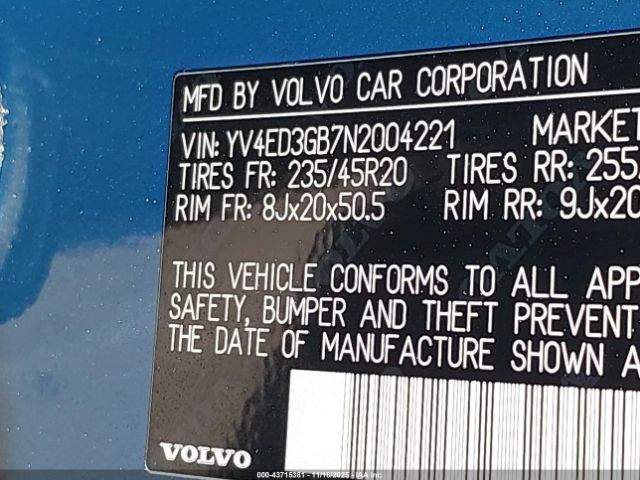 MFD BY VOLVO CAR CORPORATION
VIN: YV4ED3GB7N2004221 MARKET
TIRES FR: 235/45R20 TIRES RR: 255
RIM FR: 8Jx20x50.5 RIM RR: 9Jx20
THIS VEHICLE CONFORMS TO ALL APP
SAFETY, BUMPER AND THEFT PREVENT
THE DATE OF MANUFACTURE SHOWN A
VOLVO
000-43715381 - 11/18/2025 - IAA Inc.